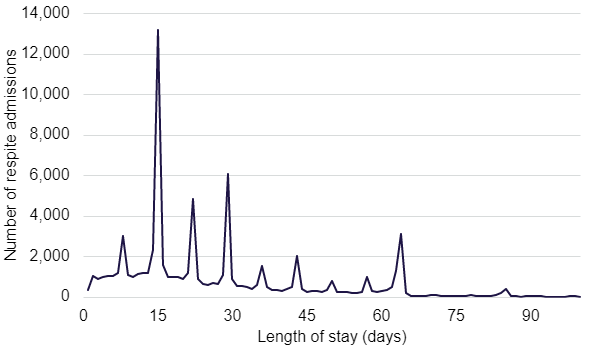 Number of respite admissions
14,000
12,000
10,000
8,000
6,000
4,000
2,000
0
0 15 30 45 60 75 90
Length of stay (days)